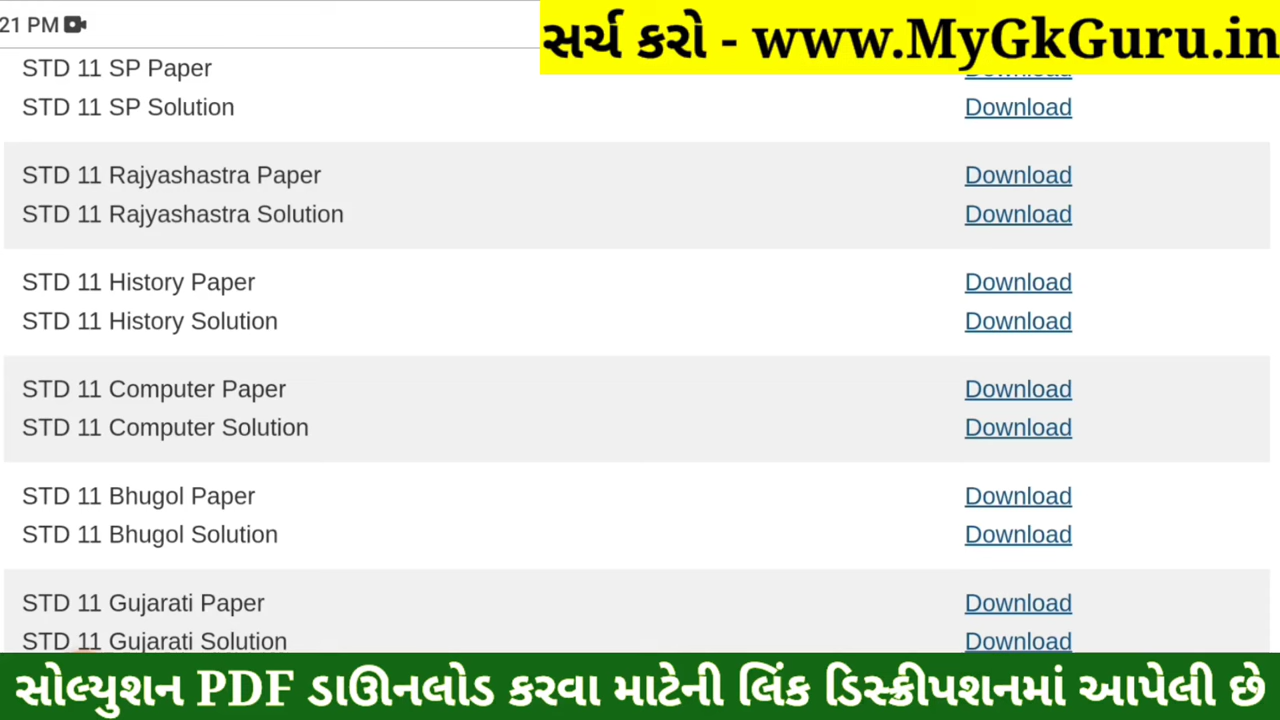 21 PM
સર્ચ કરો - www.MyGkGuru.in
STD 11 SP Paper Download
STD 11 SP Solution Download
STD 11 Rajyashastra Paper Download
STD 11 Rajyashastra Solution Download
STD 11 History Paper Download
STD 11 History Solution Download
STD 11 Computer Paper Download
STD 11 Computer Solution Download
STD 11 Bhugol Paper Download
STD 11 Bhugol Solution Download
STD 11 Gujarati Paper Download
STD 11 Gujarati Solution Download
સોલ્યુશન PDF ડાઊનલોડ કરવા માટેની લિંક ડિસ્ક્રીપશનમાં આપેલી છે